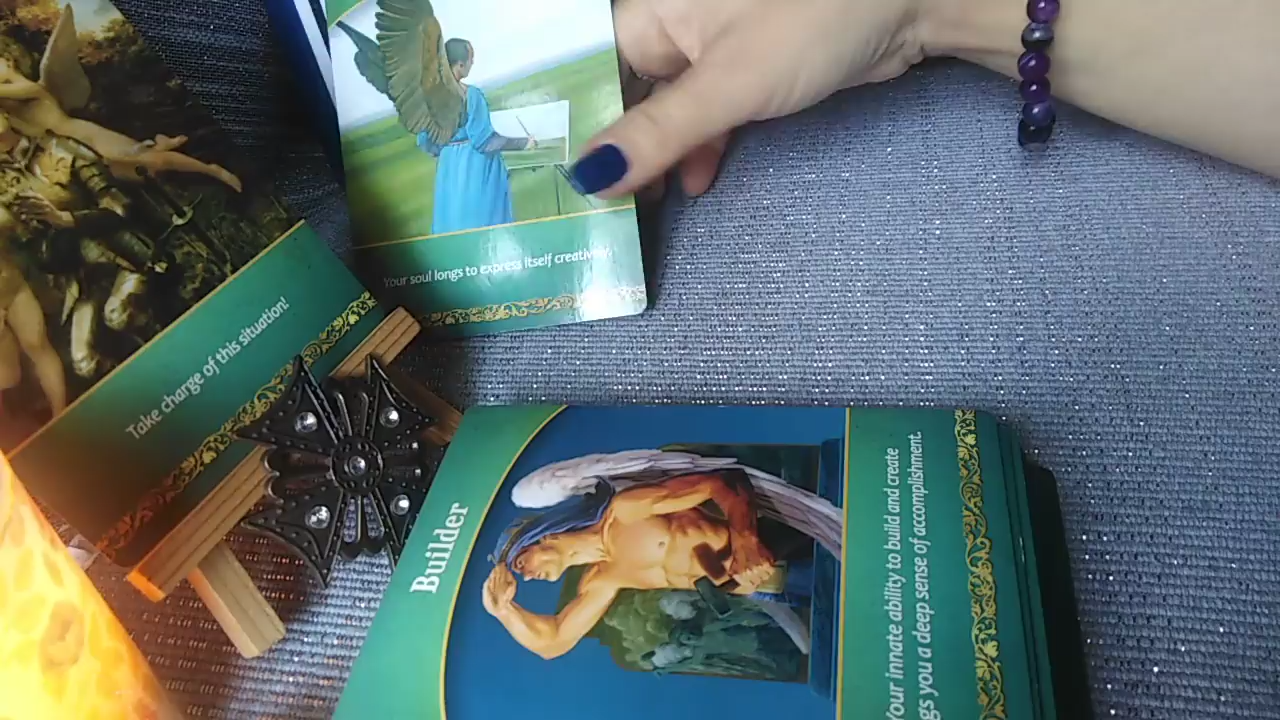 Your soul longs to express itself creatively.
Take charge of this situation!
Builder
Your innate ability to build and create
you a deep sense of accomplishment.